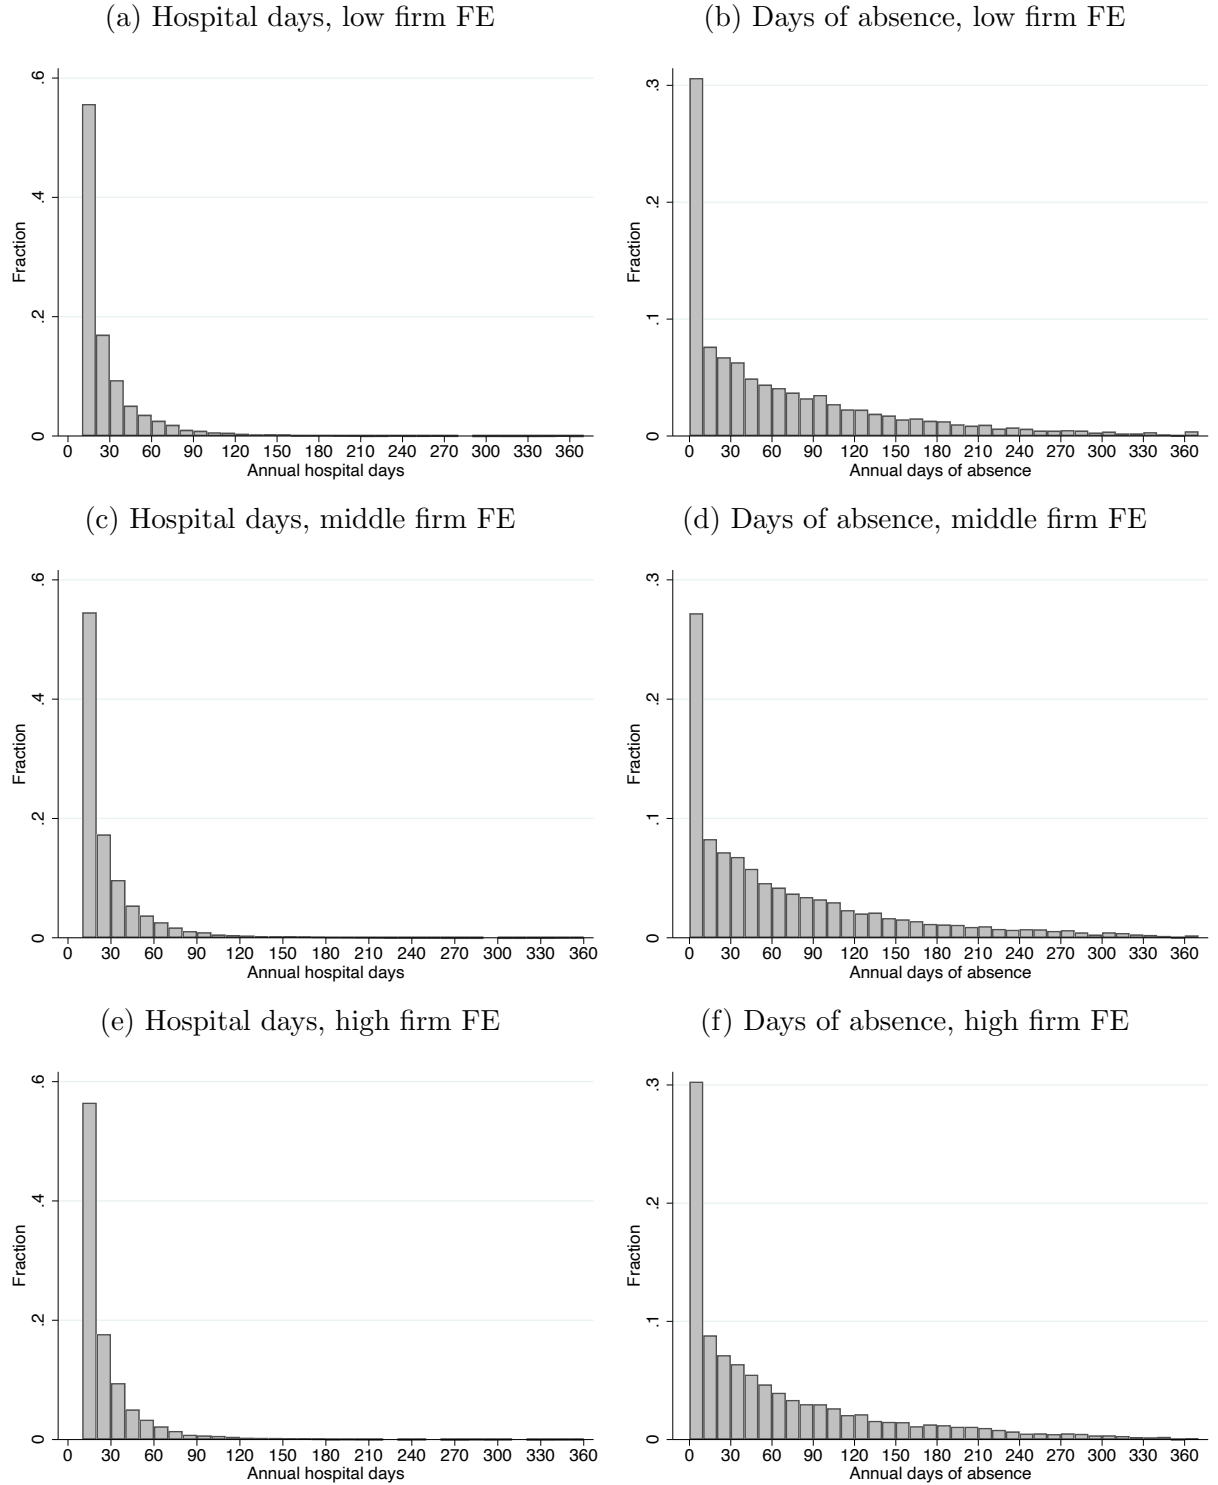 (a) Hospital days, low firm FE
(b) Days of absence, low firm FE
Fraction
0 .2 .4 .6
0 30 60 90 120 150 180 210 240 270 300 330 360
Annual hospital days
Fraction
0 .1 .2 .3
0 30 60 90 120 150 180 210 240 270 300 330 360
Annual days of absence
(c) Hospital days, middle firm FE
(d) Days of absence, middle firm FE
Fraction
0 .2 .4 .6
0 30 60 90 120 150 180 210 240 270 300 330 360
Annual hospital days
Fraction
0 .1 .2 .3
0 30 60 90 120 150 180 210 240 270 300 330 360
Annual days of absence
(e) Hospital days, high firm FE
(f) Days of absence, high firm FE
Fraction
0 .2 .4 .6
0 30 60 90 120 150 180 210 240 270 300 330 360
Annual hospital days
Fraction
0 .1 .2 .3
0 30 60 90 120 150 180 210 240 270 300 330 360
Annual days of absence